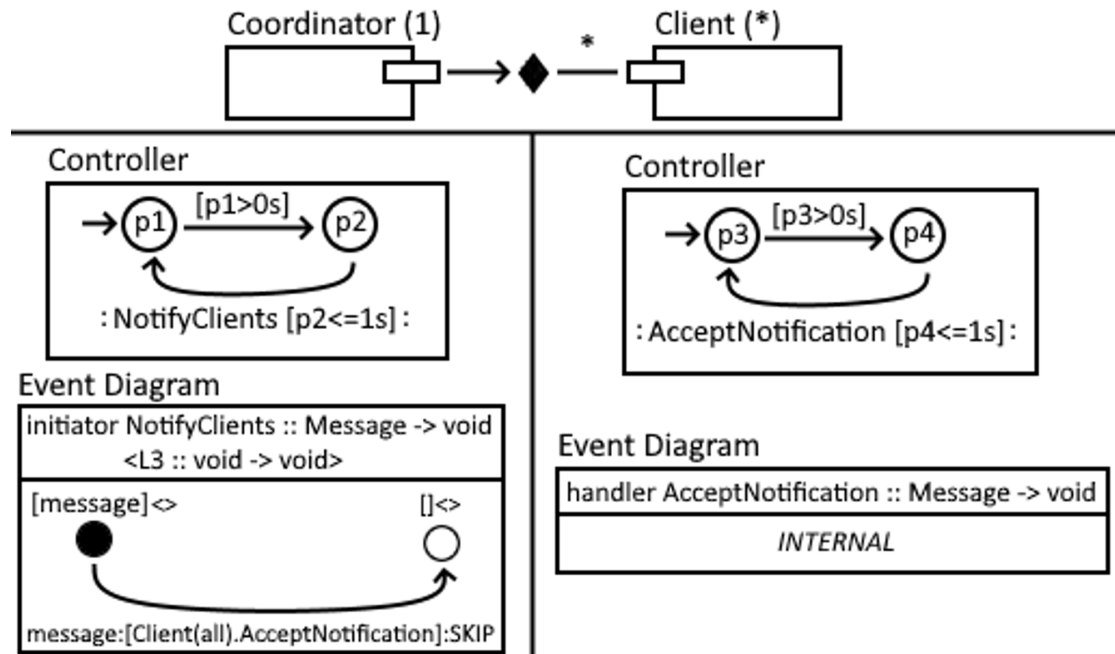 Coordinator (1)
*
Client (*)
Controller
p1
[p1>0s]
p2
:NotifyClients [p2<=1s]:
Event Diagram
initiator NotifyClients :: Message -> void
<L3 :: void -> void>
[message]<>
[]<>
message:[Client(all).AcceptNotification]:SKIP
Controller
p3
[p3>0s]
p4
:AcceptNotification [p4<=1s]:
Event Diagram
handler AcceptNotification :: Message -> void
INTERNAL